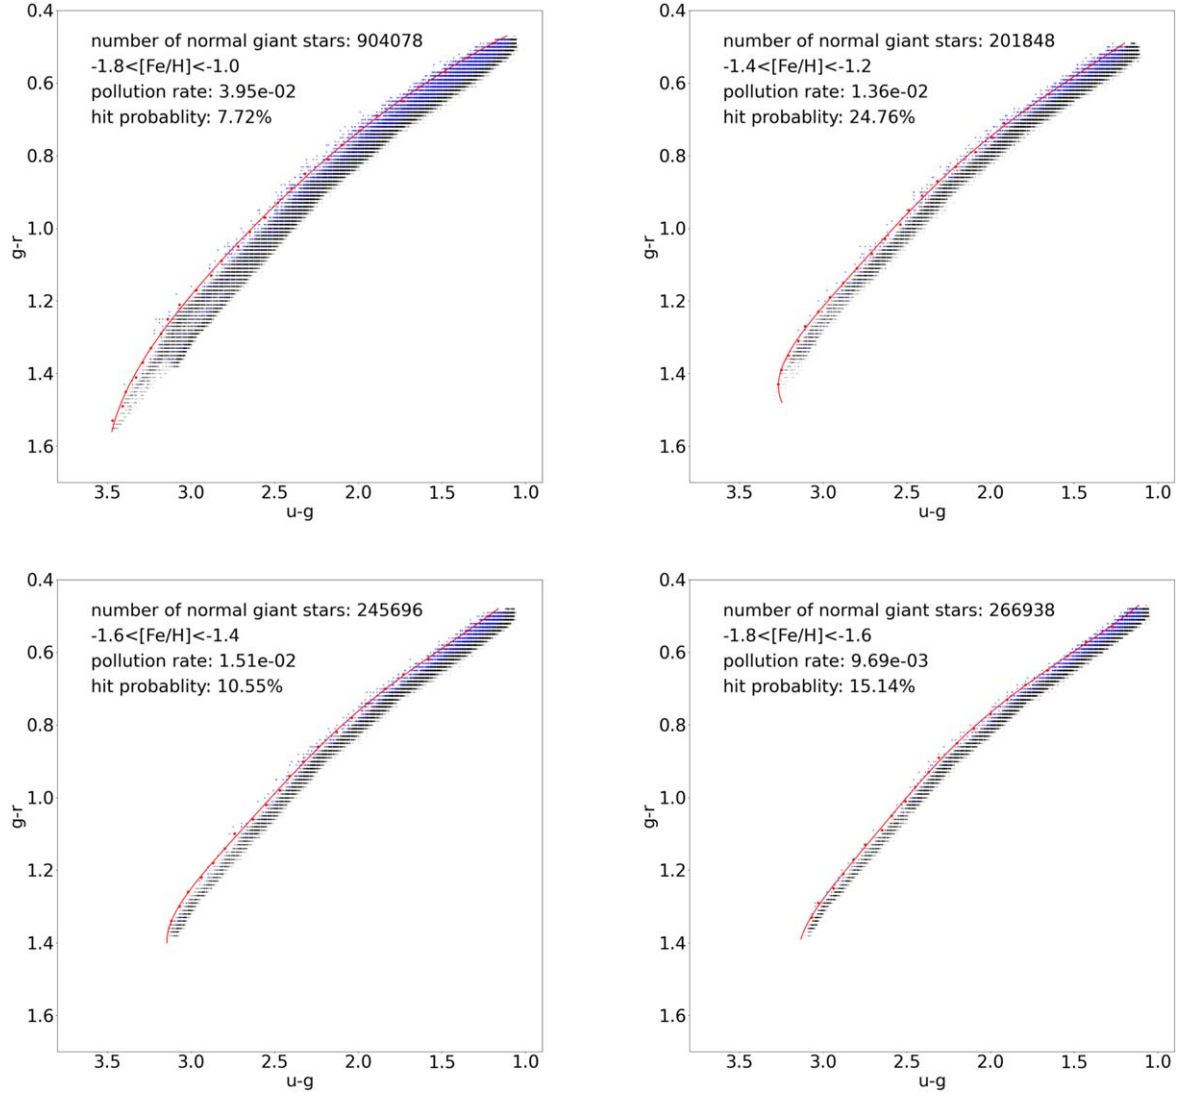 0.4
number of normal giant stars: 904078
-1.8<[Fe/H]<-1.0
pollution rate: 3.95e-02
hit probablity: 7.72%
0.6
0.8
1.0
1.2
1.4
1.6
g-r
3.5 3.0 2.5 2.0 1.5 1.0
u-g
0.4
number of normal giant stars: 201848
-1.4<[Fe/H]<-1.2
pollution rate: 1.36e-02
hit probablity: 24.76%
0.6
0.8
1.0
1.2
1.4
1.6
g-r
3.5 3.0 2.5 2.0 1.5 1.0
u-g
0.4
number of normal giant stars: 245696
-1.6<[Fe/H]<-1.4
pollution rate: 1.51e-02
hit probablity: 10.55%
0.6
0.8
1.0
1.2
1.4
1.6
g-r
3.5 3.0 2.5 2.0 1.5 1.0
u-g
0.4
number of normal giant stars: 266938
-1.8<[Fe/H]<-1.6
pollution rate: 9.69e-03
hit probablity: 15.14%
0.6
0.8
1.0
1.2
1.4
1.6
g-r
3.5 3.0 2.5 2.0 1.5 1.0
u-g